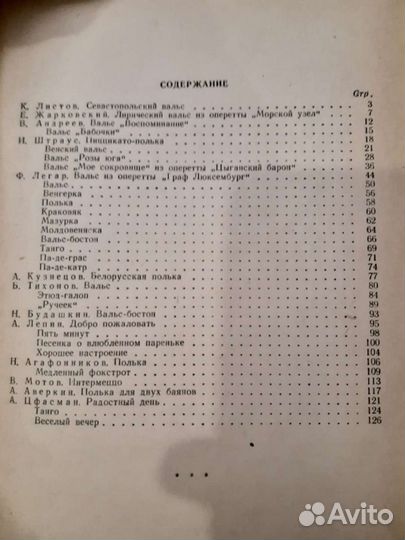 СОДЕРЖАНИЕ
Стр.
К. Листов. Севастопольский вальс 3
Е. Жарковский. Лирический вальс из оперетты „Морской узел" 7
В. Андреев. Вальс „Воспоминание" 12
Вальс „Бабочки" 15
И. Штраус. Пиццикато-полька 18
Венский вальс 21
Вальс „Розы юга" 28
Вальс „Мое сокровище" из оперетты „Цыганский барон" 36
Ф. Легар. Вальс из оперетты „Граф Люксембург" 44
Вальс 50
Венгерка 56
Полька 58
Краковяк 60
Мазурка 62
Молдовеняска 64
Вальс-бостон 66
Танго 69
Па-де-грас 71
Па-де-катр 74
А. Кузнецов. Белорусская полька 77
Б. Тихонов. Вальс 80
Этюд-галоп 84
„Ручеек" 89
Н. Будашкин. Вальс-бостон 93
А. Лепин. Добро пожаловать 95
Пять минут 98
Песенка о влюбленном пареньке 100
Хорошее настроение 104
Н. Агафонников. Полька 106
Медленный фокстрот 109
В. Мотов. Интермеццо 113
А. Аверкин. Полька для двух баянов 117
А. Цфасман. Радостный день 121
Танго 124
Веселый вечер 126
* * *
Avito